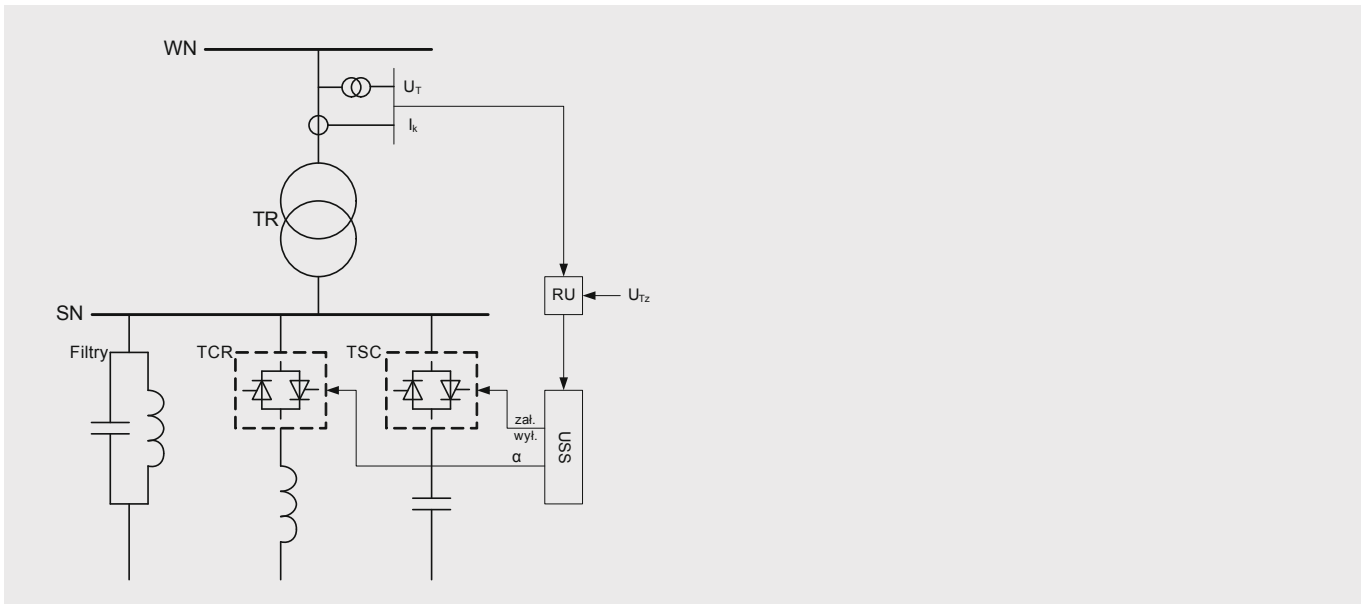 WN
U_T
I_k
TR
RU
U_Tz
SN
Filtry
TCR
TSC
zał.
wył.
α
USS